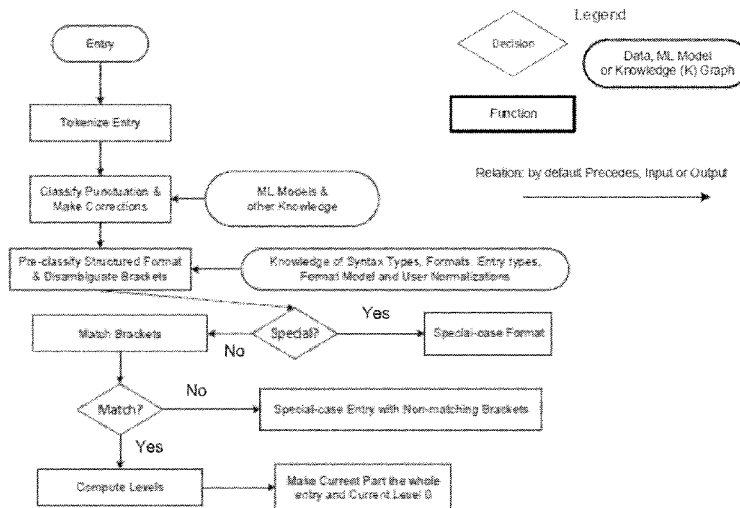 Legend
Entry
Decision
Data, ML Model
or Knowledge (K) Graph
Tokenize Entry
Function
Classify Punctuation &
Make Corrections
ML Models &
other Knowledge
Relation: by default Precedes, Input or Output
Pre-classify Structured Format
& Disambiguate Brackets
Knowledge of Syntax Types, Formats, Entry types,
Format Model and User Normalizations
Match Brackets
Special?
Yes
Special-case Format
No
Match?
No
Special-case Entry with Non-matching Brackets
Yes
Compute Levels
Make Current Part the whole
entry and Current Level 0